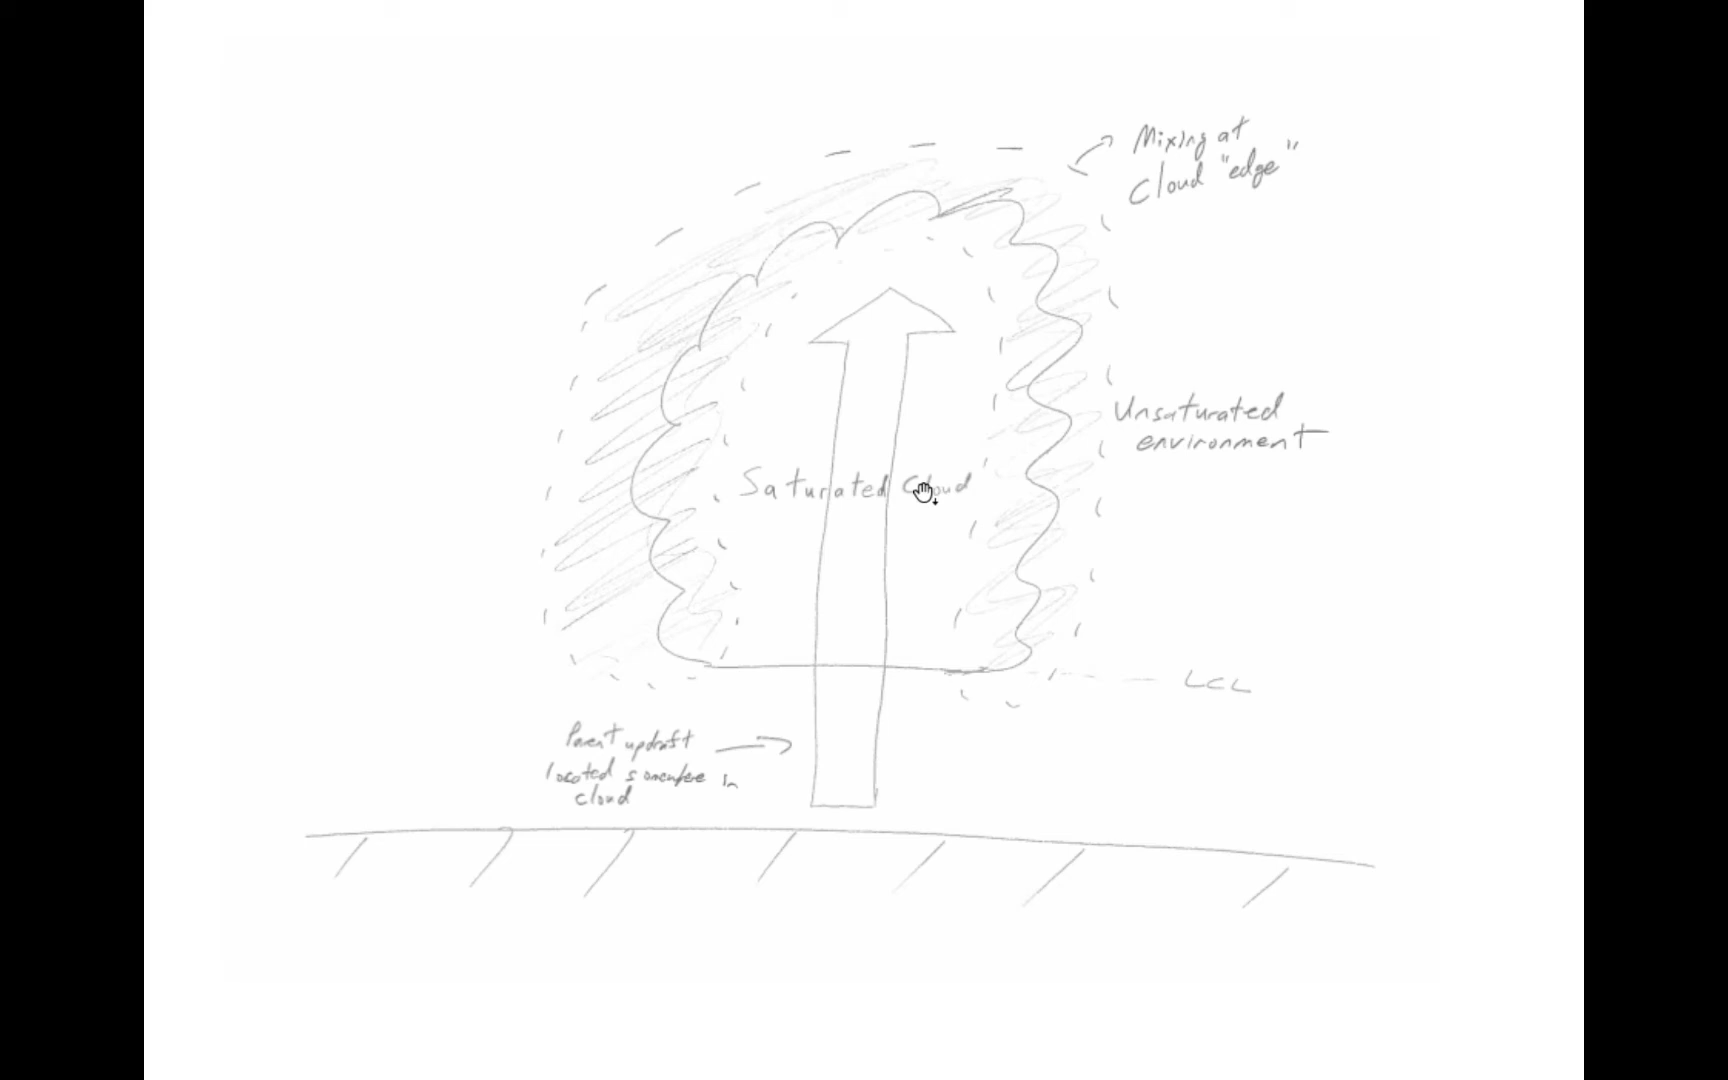 Mixing at
Cloud "edge"
Unsaturated
environment
Saturated Cloud
LCL
Parent updraft
located somewhere in
cloud